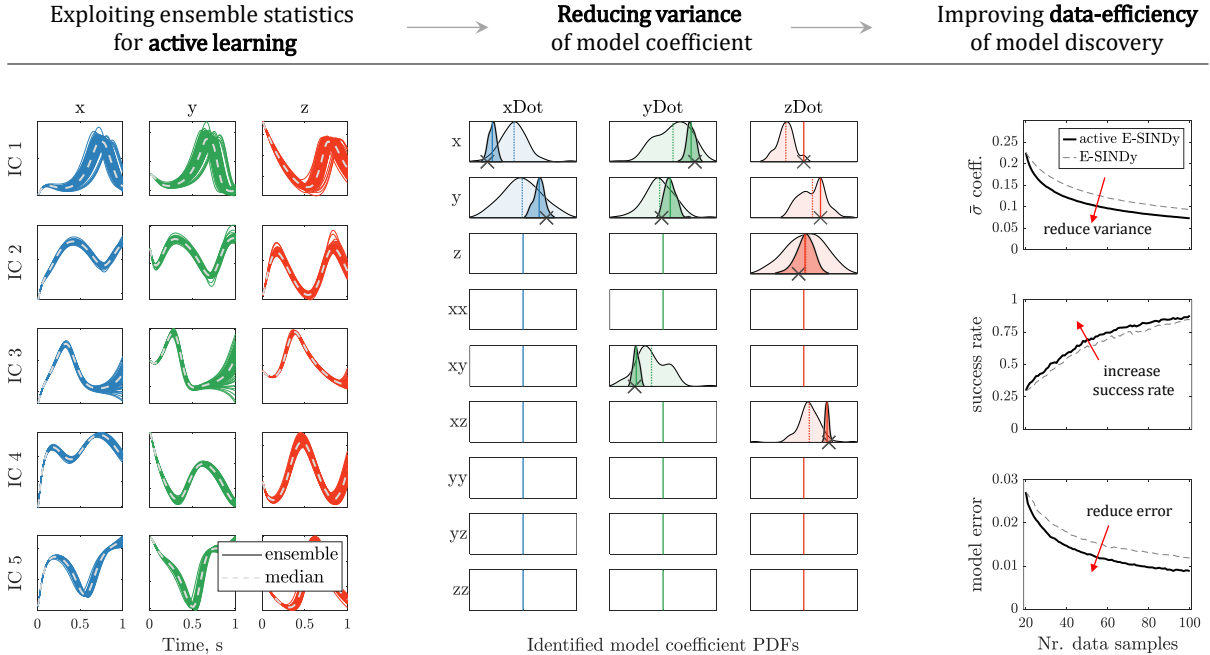 Exploiting ensemble statistics
for active learning
Reducing variance
of model coefficient
Improving data-efficiency
of model discovery
x
y
z
IC 1
IC 2
IC 3
IC 4
IC 5
ensemble
median
0
1
0
1
0
1
Time, s
xDot
yDot
zDot
x
y
z
xx
xy
xz
yy
yz
zz
Identified model coefficient PDFs
0.25
0.2
0.15
0.1
0.05
0
σ̄ coeff.
active E-SINDy
E-SINDy
reduce variance
1
0.75
0.5
0.25
0
success rate
increase
success rate
0.03
0.02
0.01
0
model error
reduce error
20
40
60
80
100
Nr. data samples